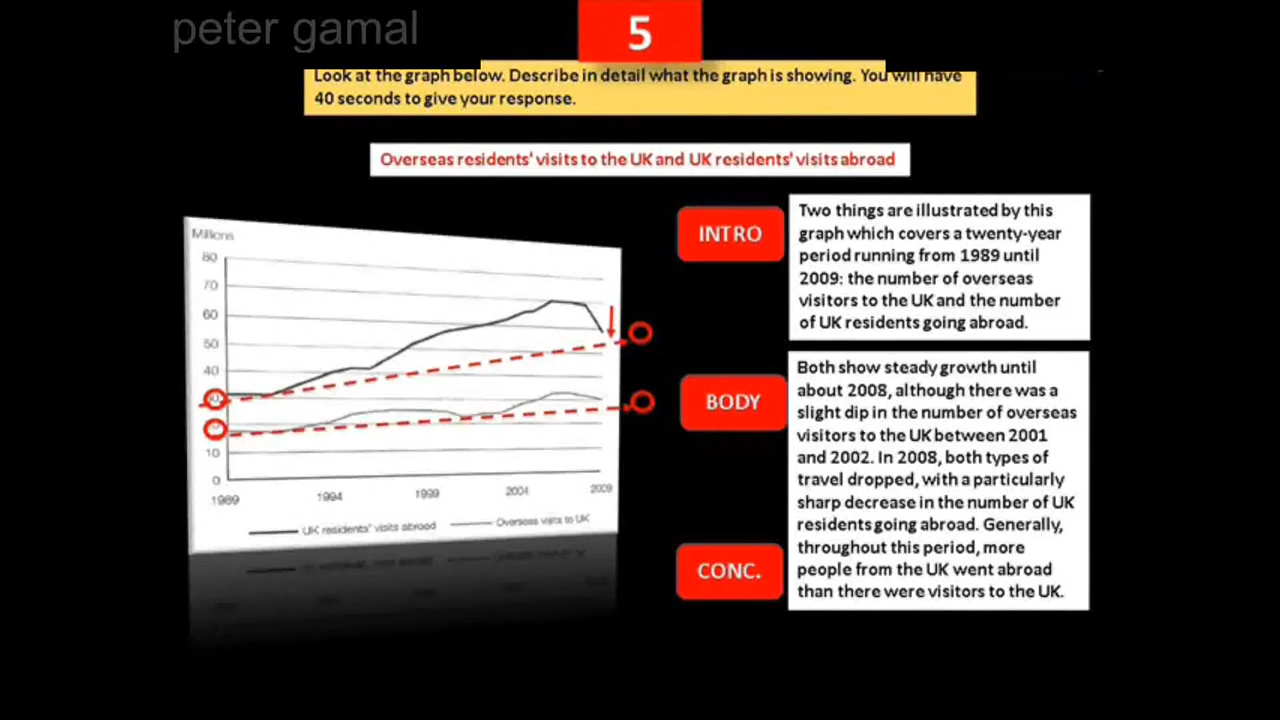 peter gamal
5
Look at the graph below. Describe in detail what the graph is showing. You will have
40 seconds to give your response.
Overseas residents' visits to the UK and UK residents' visits abroad
Millions
80
70
60
50
40
10
0
1989
1994
1999
2004
2009
UK residents' visits abroad
Overseas visits to UK
INTRO
Two things are illustrated by this
graph which covers a twenty-year
period running from 1989 until
2009: the number of overseas
visitors to the UK and the number
of UK residents going abroad.
BODY
Both show steady growth until
about 2008, although there was a
slight dip in the number of overseas
visitors to the UK between 2001
and 2002. In 2008, both types of
travel dropped, with a particularly
sharp decrease in the number of UK
residents going abroad. Generally,
throughout this period, more
people from the UK went abroad
than there were visitors to the UK.
CONC.